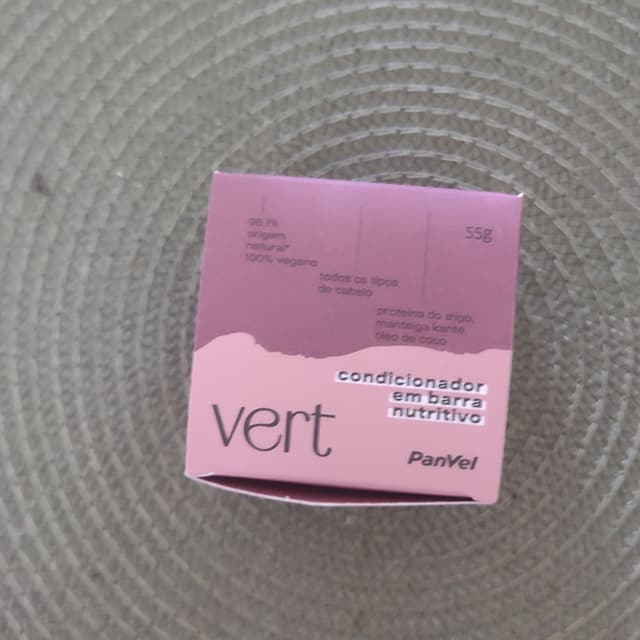 98.1%
origem
natural*
100% vegano
55g
todos os tipos
de cabelo
proteína do trigo,
manteiga karité
óleo de coco
condicionador
em barra
nutritivo
vert
PanVel